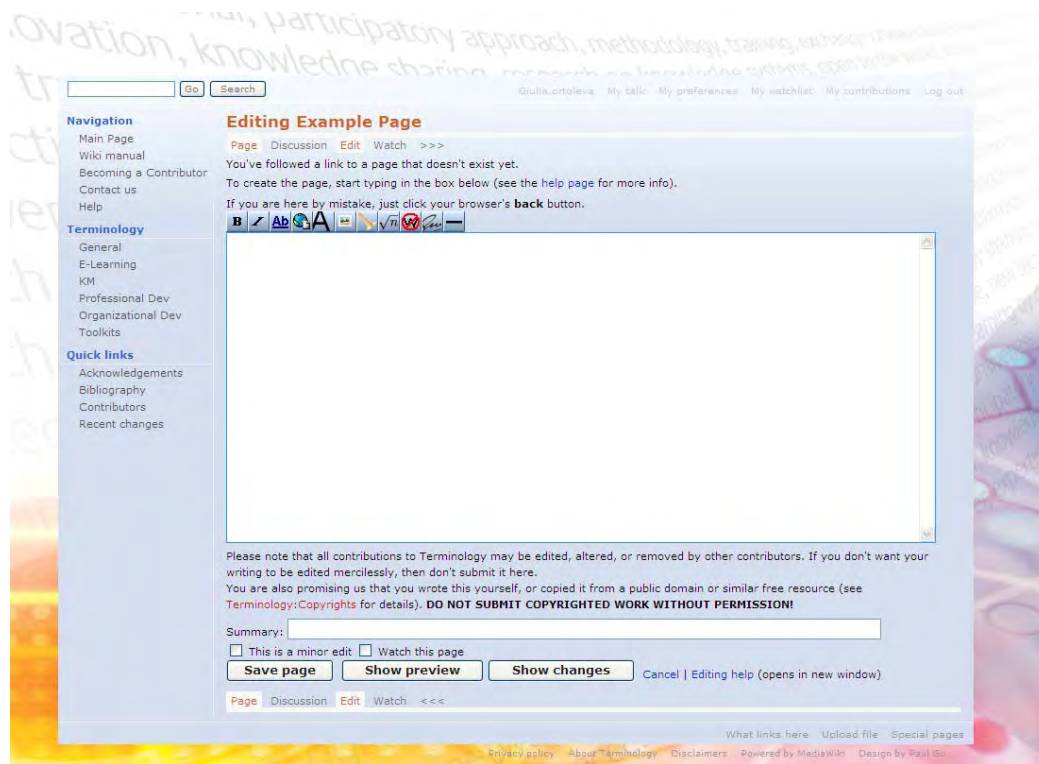 ovation, knowledge sharing, participatory approach, methodology, training,
Go Search
Giulia.ortoleva My talk My preferences My watchlist My contributions Log out
Navigation
Main Page
Wiki manual
Becoming a Contributor
Contact us
Help
Terminology
General
E-Learning
KM
Professional Dev
Organizational Dev
Toolkits
Quick links
Acknowledgements
Bibliography
Contributors
Recent changes
Editing Example Page
Page Discussion Edit Watch >>>
You've followed a link to a page that doesn't exist yet.
To create the page, start typing in the box below (see the help page for more info).
If you are here by mistake, just click your browser's back button.
B I Ab A √n W
Please note that all contributions to Terminology may be edited, altered, or removed by other contributors. If you don't want your
writing to be edited mercilessly, then don't submit it here.
You are also promising us that you wrote this yourself, or copied it from a public domain or similar free resource (see
Terminology:Copyrights for details). DO NOT SUBMIT COPYRIGHTED WORK WITHOUT PERMISSION!
Summary:
This is a minor edit Watch this page
Save page Show preview Show changes Cancel | Editing help (opens in new window)
Page Discussion Edit Watch <<<
What links here Upload file Special pages
Privacy policy About Terminology Disclaimers Powered by MediaWiki Design by Paul Gu